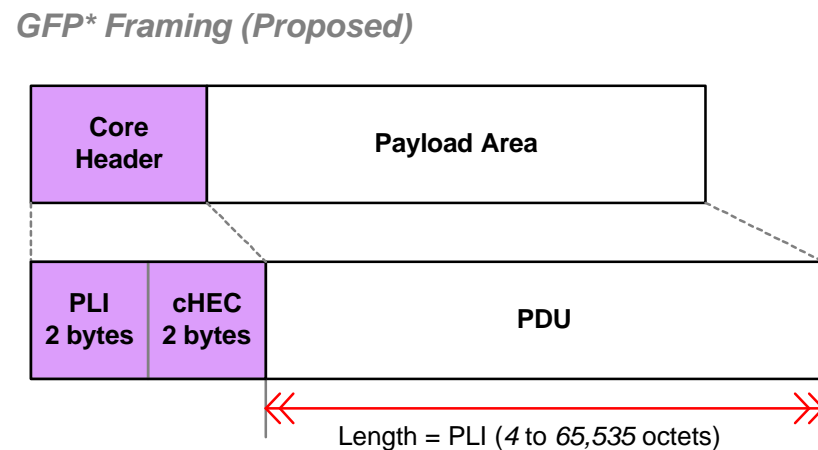 GFP* Framing (Proposed)
Core
Header
Payload Area
PLI
2 bytes
cHEC
2 bytes
PDU
Length = PLI (4 to 65,535 octets)